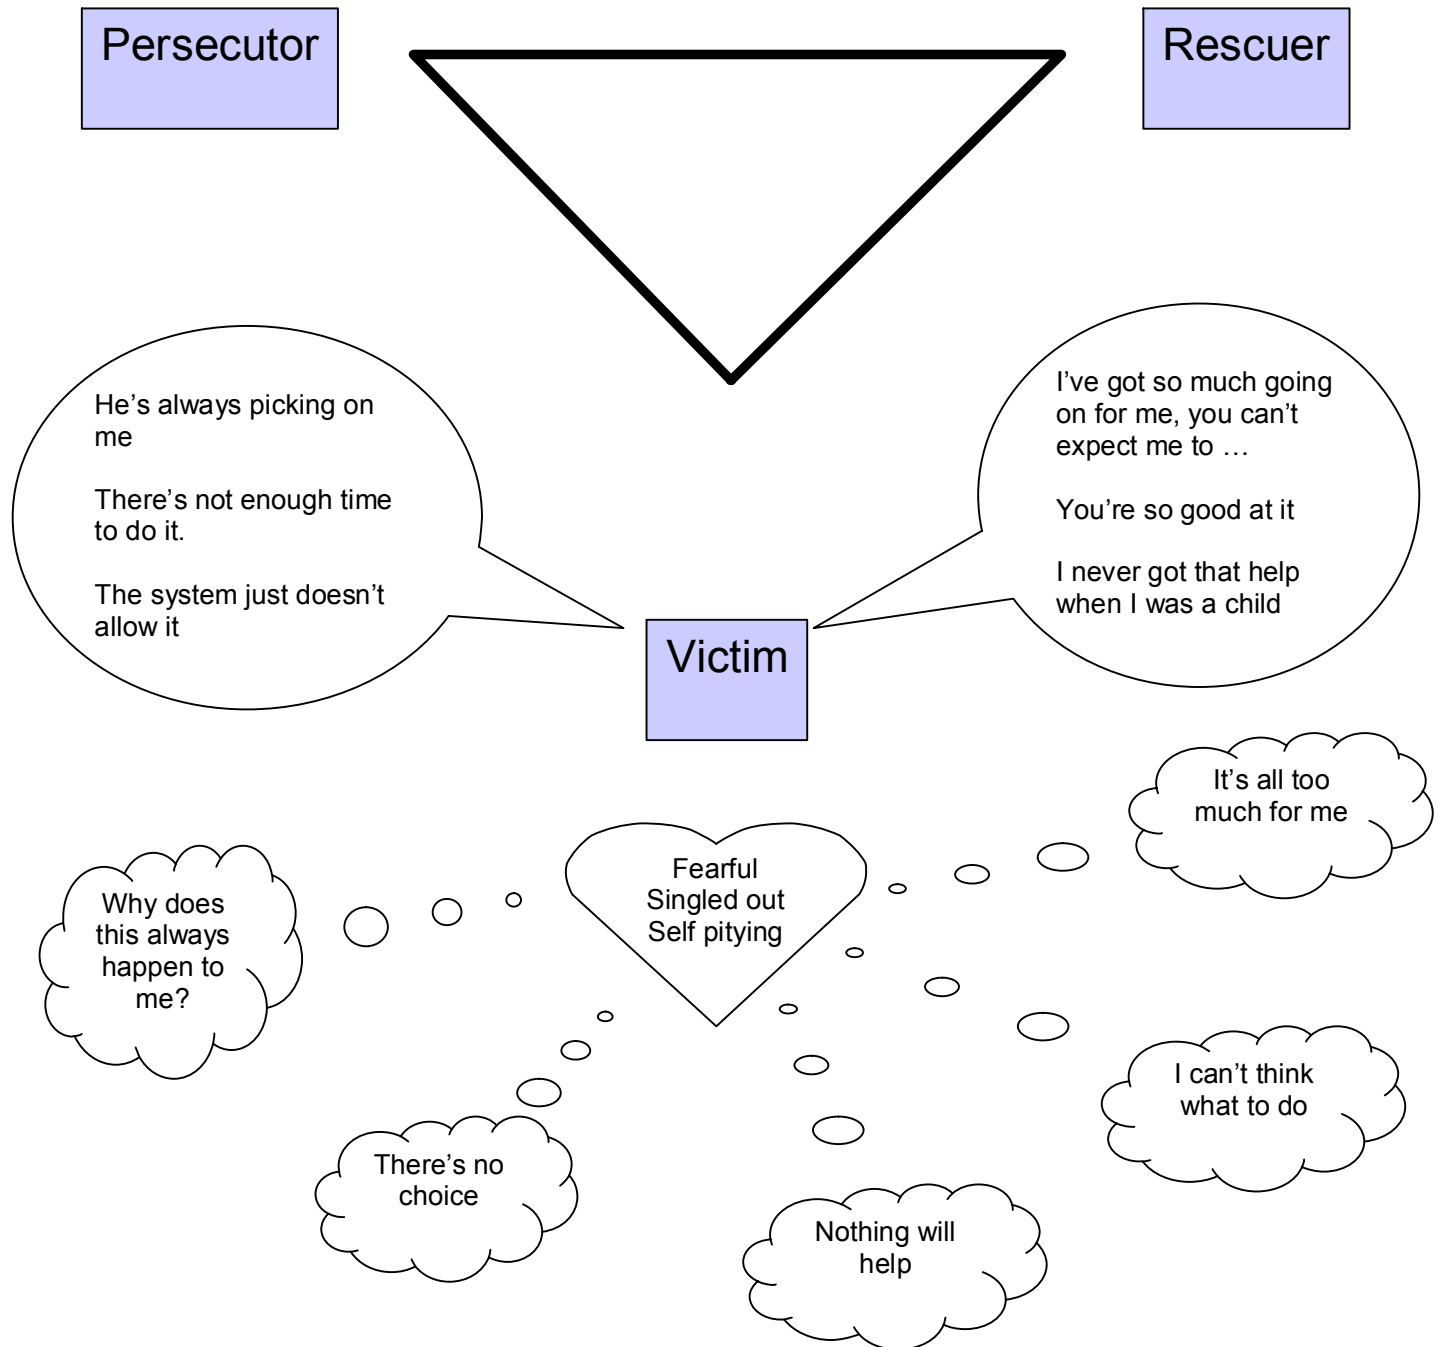 Persecutor
Rescuer
He’s always picking on
me
There’s not enough time
to do it.
The system just doesn’t
allow it
I’ve got so much going
on for me, you can’t
expect me to …
You’re so good at it
I never got that help
when I was a child
Victim
It’s all too
much for me
Fearful
Singled out
Self pitying
Why does
this always
happen to
me?
I can’t think
what to do
There’s no
choice
Nothing will
help